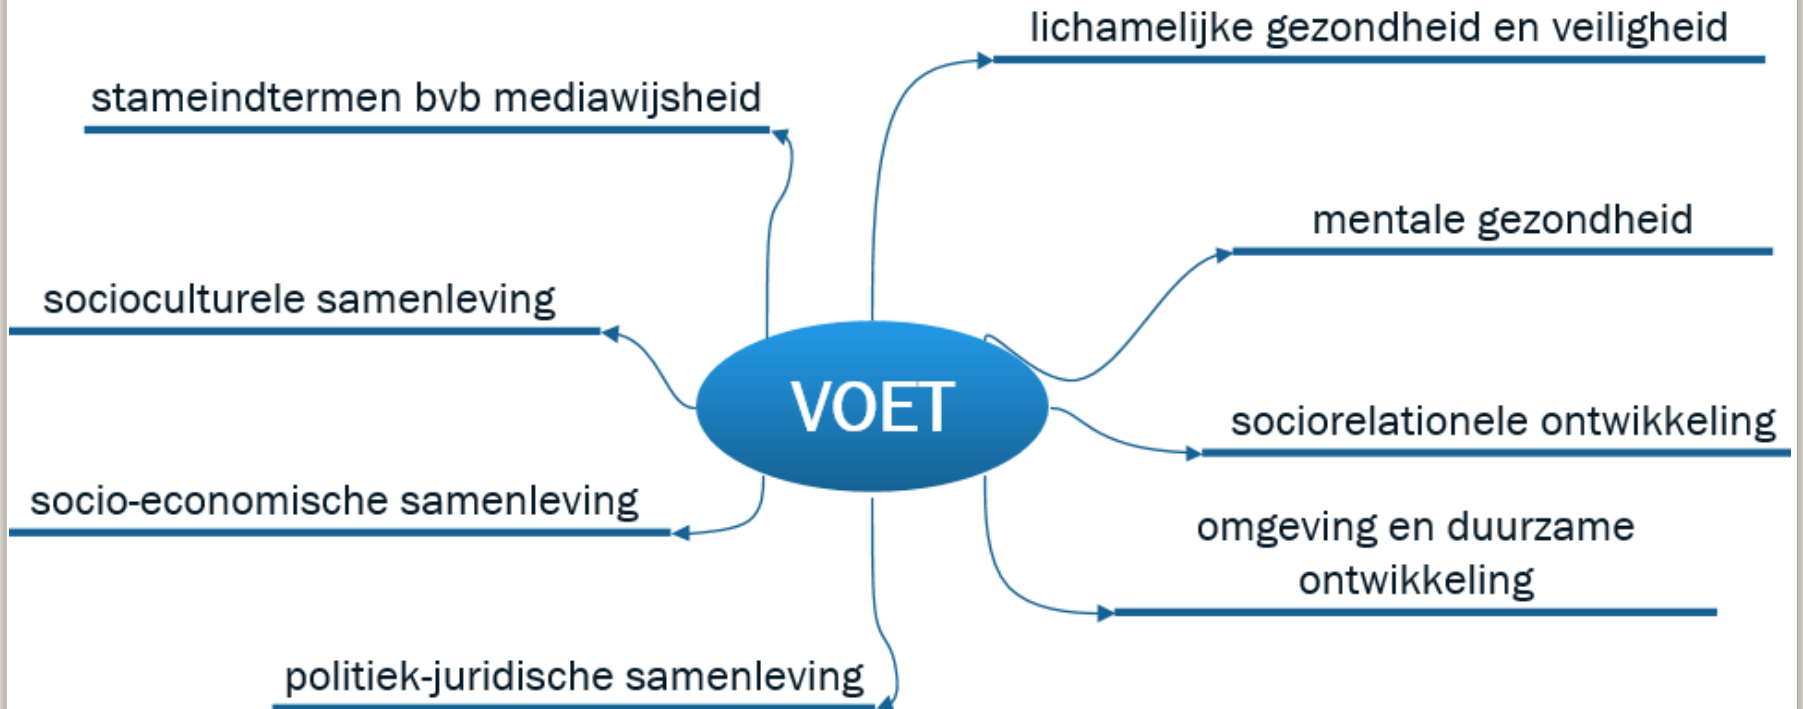 lichamelijke gezondheid en veiligheid
stameindtermen bvb mediawijsheid
mentale gezondheid
socioculturele samenleving
VOET
sociorelationele ontwikkeling
socio-economische samenleving
omgeving en duurzame
ontwikkeling
politiek-juridische samenleving